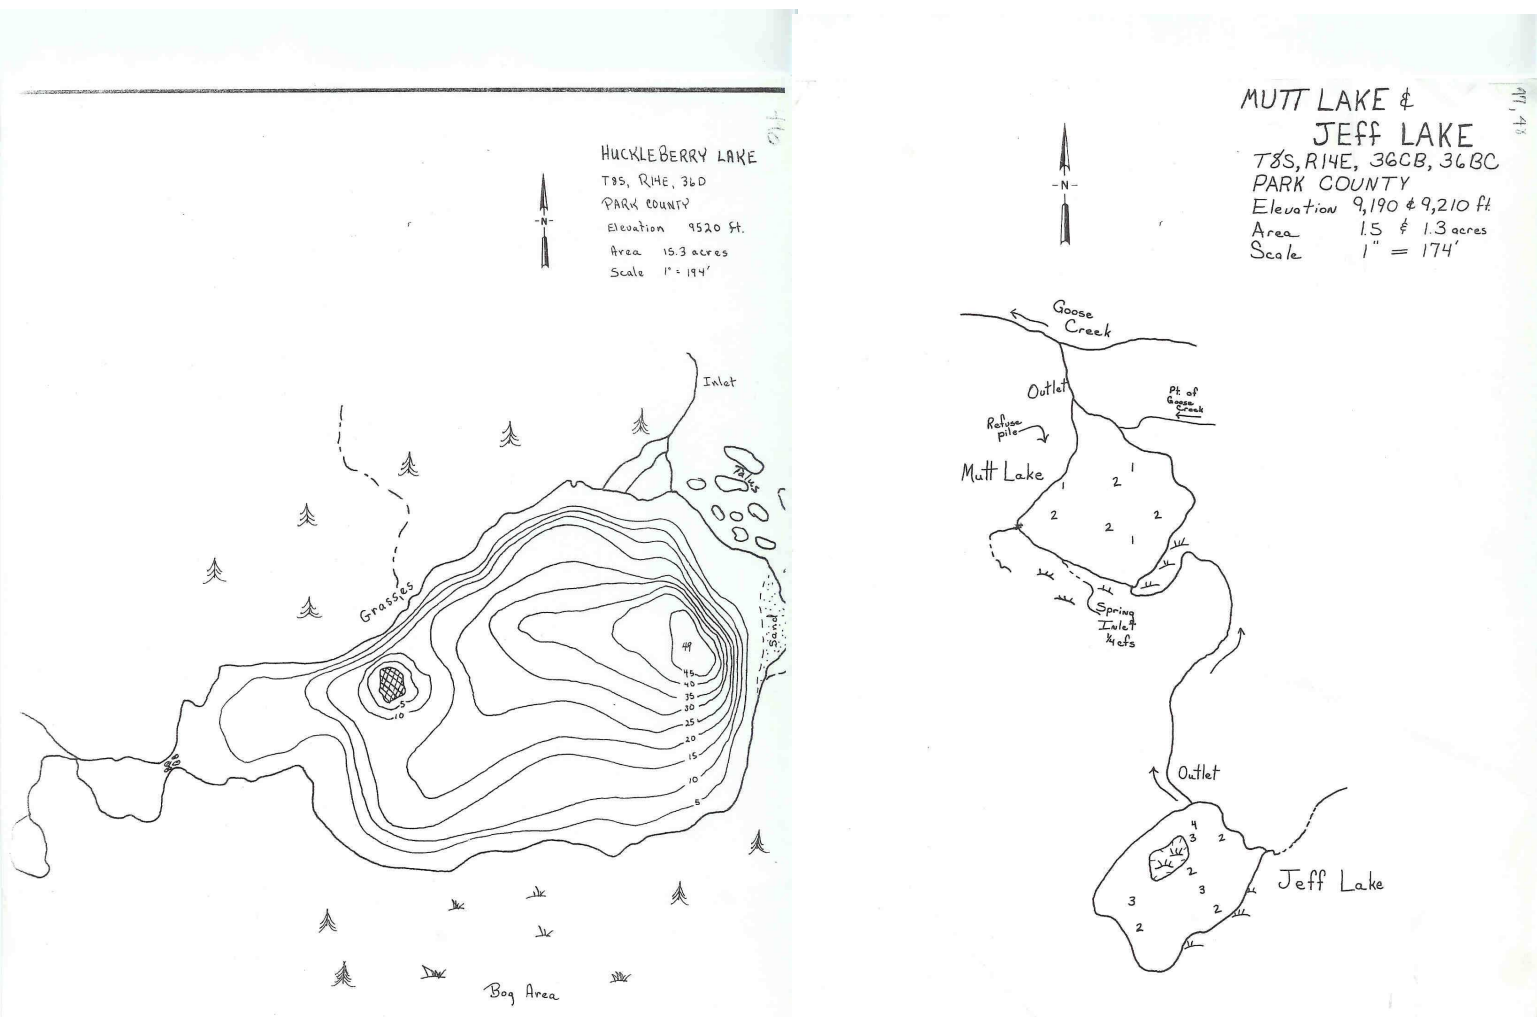 HUCKLEBERRY LAKE
T8S, R14E, 36D
PARK COUNTY
Elevation 9520 ft.
Area 15.3 acres
Scale 1" = 194'
-N-
Inlet
Talus
Grasses
Sand
49
45
40
35
30
25
20
15
10
5
5
10
Bog Area
97, 98
MUTT LAKE &
JEFF LAKE
T8S, R14E, 36CB, 36BC
PARK COUNTY
Elevation 9,190 & 9,210 ft.
Area 1.5 & 1.3 acres
Scale 1" = 174'
-N-
Goose
Creek
Outlet
Pt. of
Goose
Creek
Refuse
pile
Mutt Lake
1
1
2
2
2
2
1
Spring
Inlet
1/4 cfs
Outlet
4
3
2
2
3
3
2
2
Jeff Lake